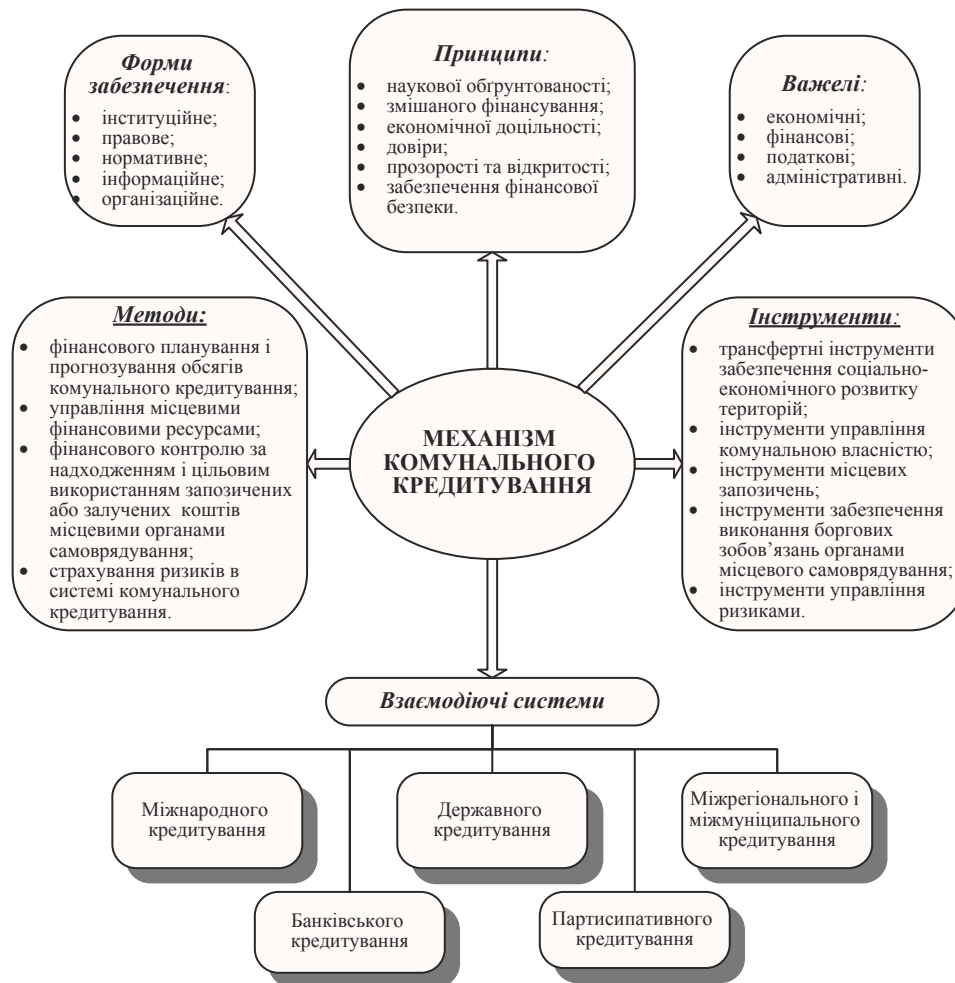 Форми
забезпечення:
• інституційне;
• правове;
• нормативне;
• інформаційне;
• організаційне.
Принципи:
• наукової обґрунтованості;
• змішаного фінансування;
• економічної доцільності;
• довіри;
• прозорості та відкритості;
• забезпечення фінансової
безпеки.
Важелі:
• економічні;
• фінансові;
• податкові;
• адміністративні.
Методи:
• фінансового планування і
прогнозування обсягів
комунального кредитування;
• управління місцевими
фінансовими ресурсами;
• фінансового контролю за
надходженням і цільовим
використанням запозичених
або залучених коштів
місцевими органами
самоврядування;
• страхування ризиків в
системі комунального
кредитування.
МЕХАНІЗМ
КОМУНАЛЬНОГО
КРЕДИТУВАННЯ
Інструменти:
• трансфертні інструменти
забезпечення соціально-
економічного розвитку
територій;
• інструменти управління
комунальною власністю;
• інструменти місцевих
запозичень;
• інструменти забезпечення
виконання боргових
зобов’язань органами
місцевого самоврядування;
• інструменти управління
ризиками.
Взаємодіючі системи
Міжнародного
кредитування
Державного
кредитування
Міжрегіонального і
міжмуніципального
кредитування
Банківського
кредитування
Партисипативного
кредитування